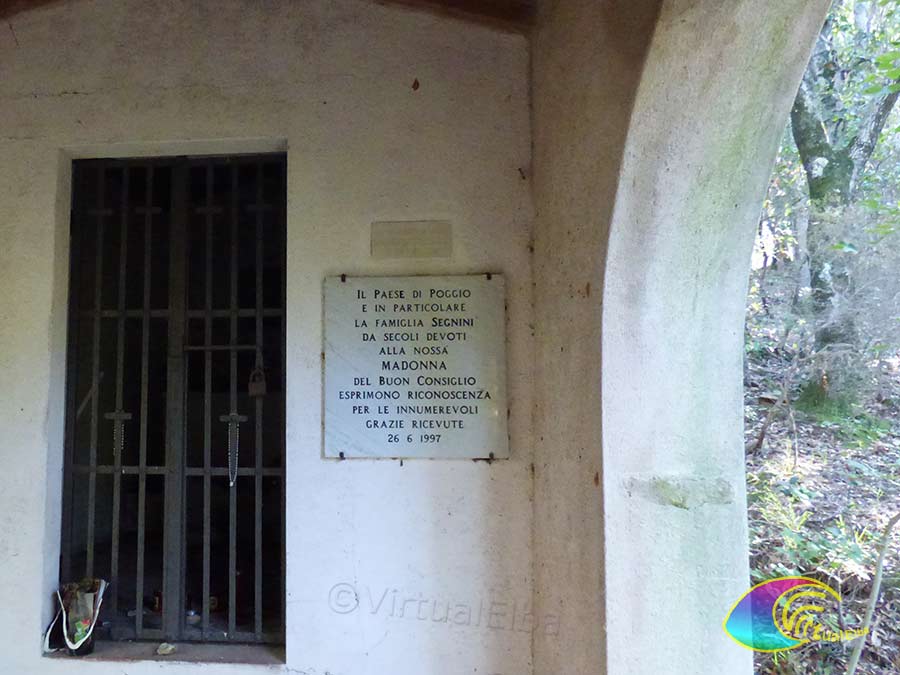 IL PAESE DI POGGIO
E IN PARTICOLARE
LA FAMIGLIA SEGNINI
DA SECOLI DEVOTI
ALLA NOSSA
MADONNA
DEL BUON CONSIGLIO
ESPRIMONO RICONOSCENZA
PER LE INNUMEREVOLI
GRAZIE RICEVUTE
26 6 1997
© VirtualElba
VirtualElba